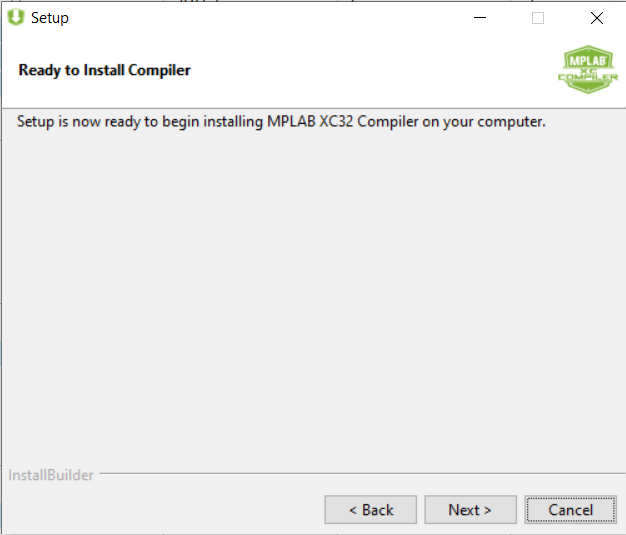 Setup
Ready to Install Compiler
MPLAB
XC
COMPILER
Setup is now ready to begin installing MPLAB XC32 Compiler on your computer.
InstallBuilder
< Back
Next >
Cancel